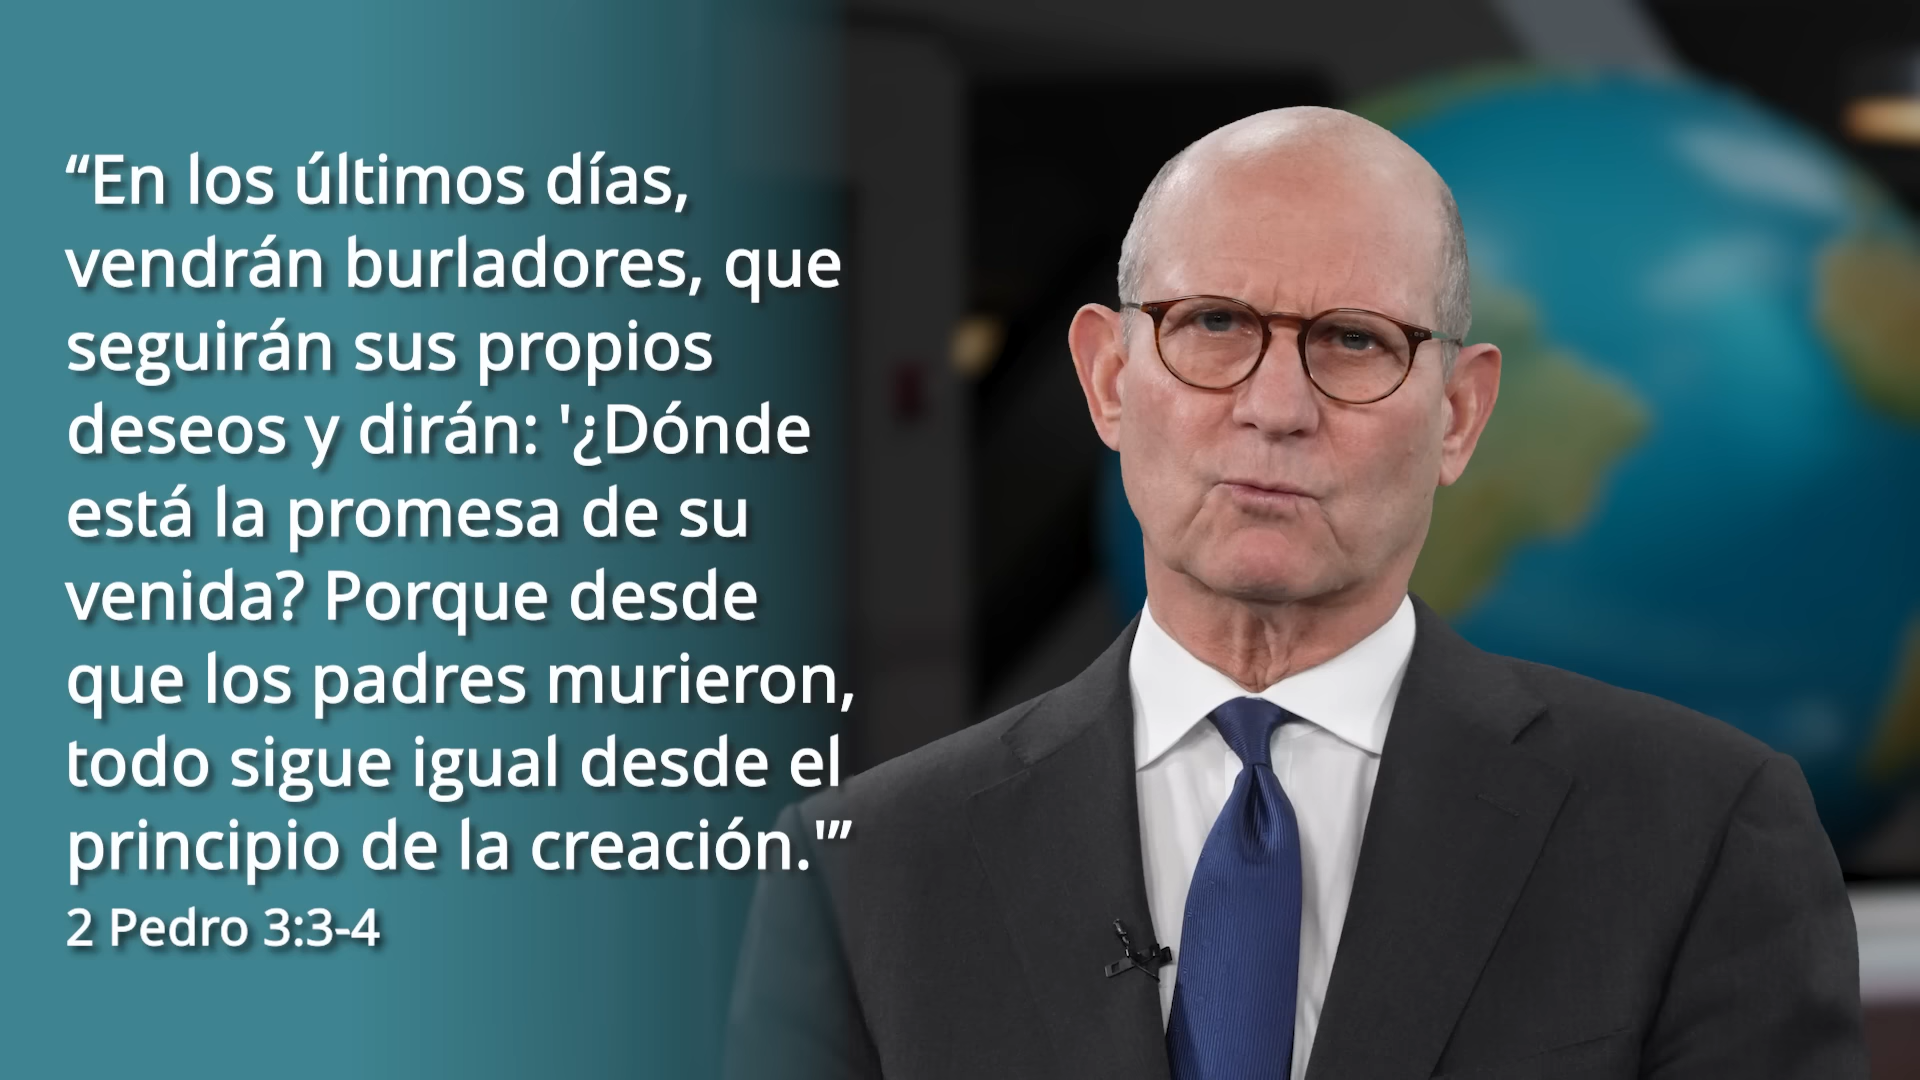 “En los últimos días,
vendrán burladores, que
seguirán sus propios
deseos y dirán: '¿Dónde
está la promesa de su
venida? Porque desde
que los padres murieron,
todo sigue igual desde el
principio de la creación.'”
2 Pedro 3:3-4